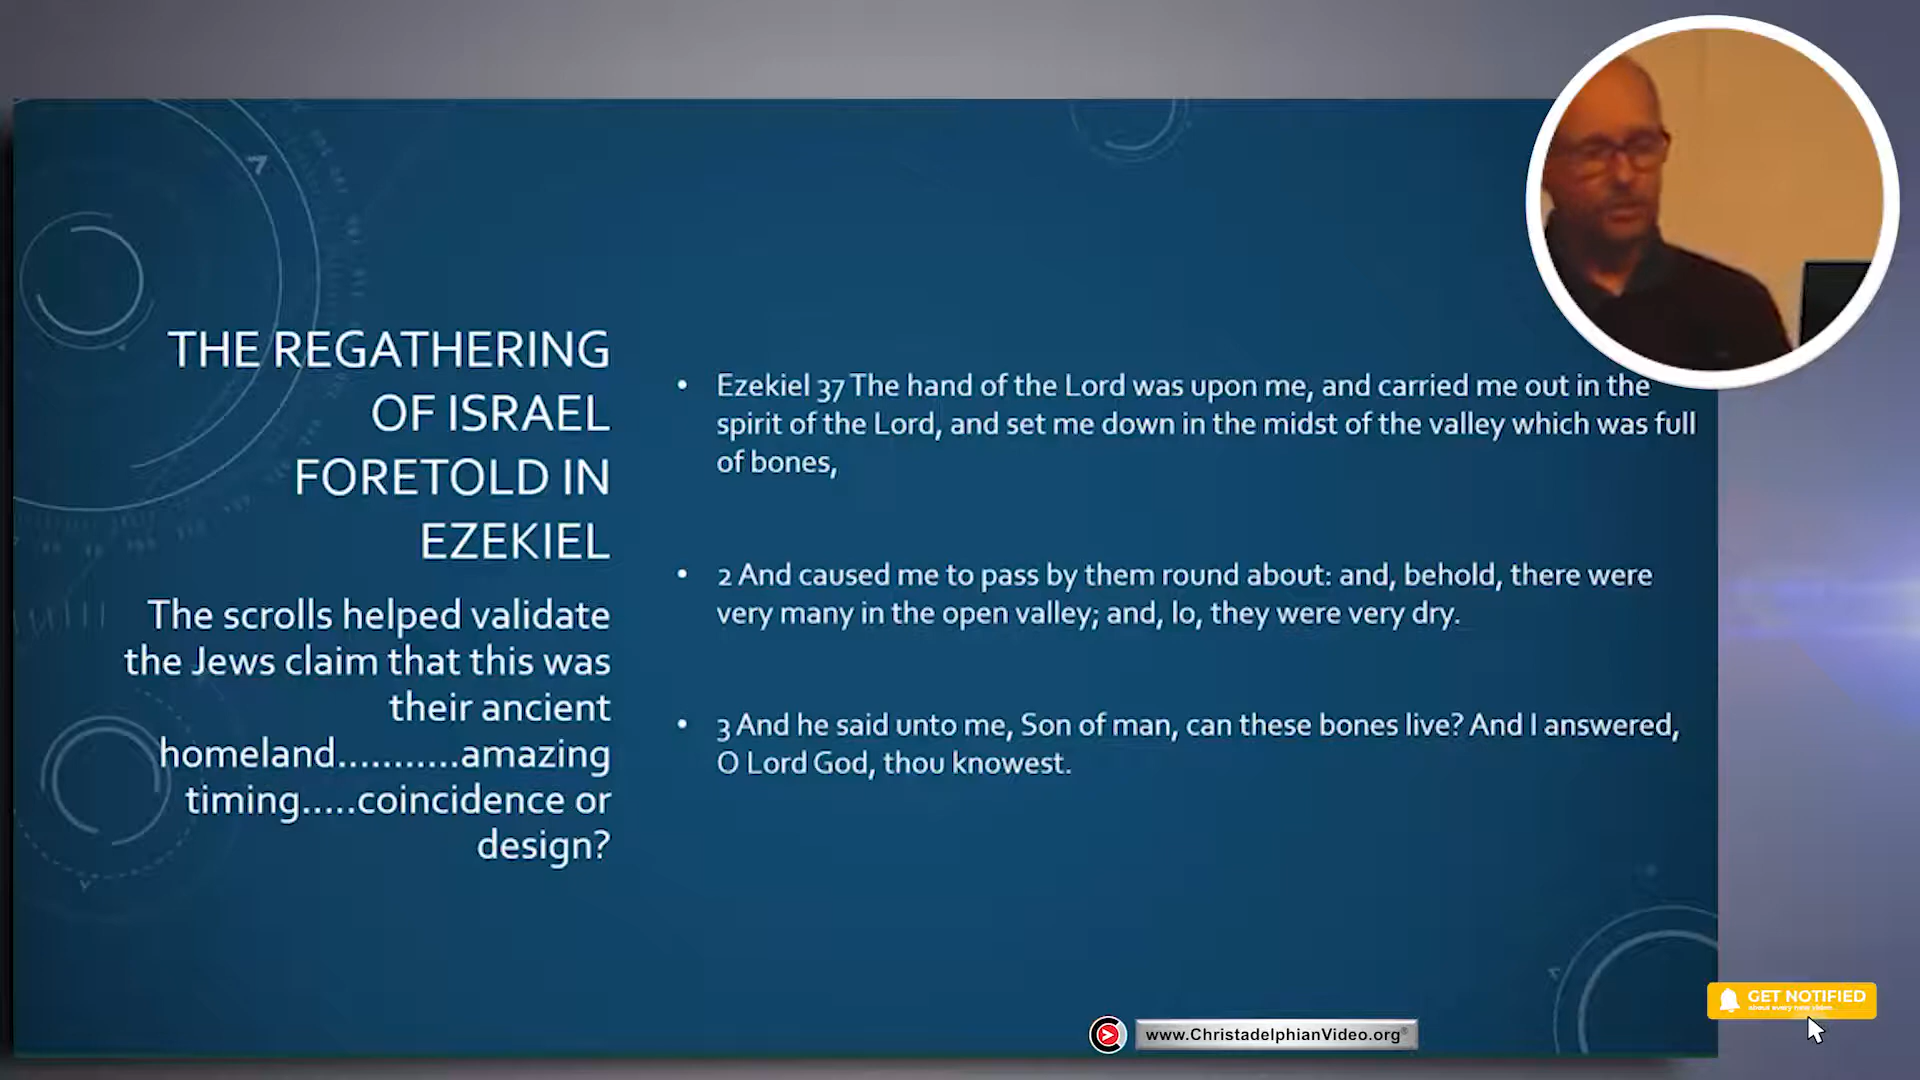 THE REGATHERING
OF ISRAEL
FORETOLD IN
EZEKIEL
The scrolls helped validate
the Jews claim that this was
their ancient
homeland...........amazing
timing.....coincidence or
design?
• Ezekiel 37 The hand of the Lord was upon me, and carried me out in the
spirit of the Lord, and set me down in the midst of the valley which was full
of bones,
• 2 And caused me to pass by them round about: and, behold, there were
very many in the open valley; and, lo, they were very dry.
• 3 And he said unto me, Son of man, can these bones live? And I answered,
O Lord God, thou knowest.
GET NOTIFIED
about every new video
www.ChristadelphianVideo.org®